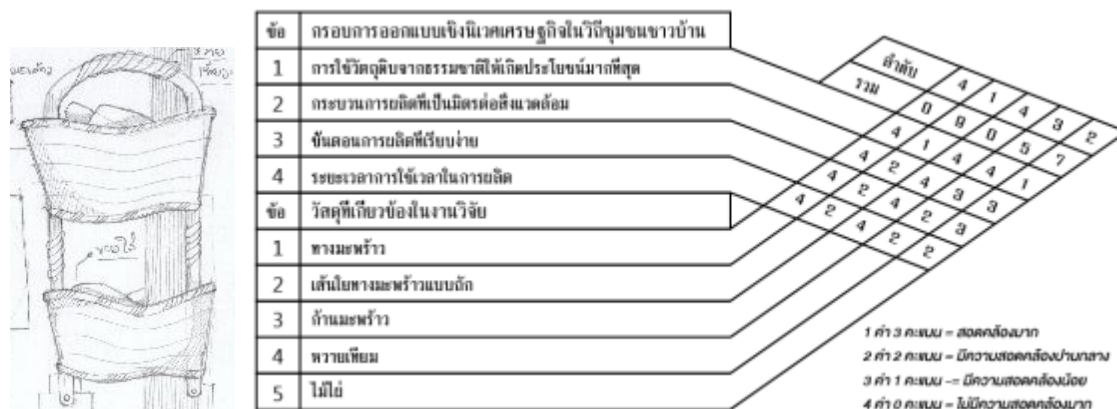 ข้อ กรอบการออกแบบเชิงนิเวศเศรษฐกิจในวิถีชุมชนชาวบ้าน
1 การใช้วัตถุดิบจากธรรมชาติให้เกิดประโยชน์มากที่สุด
2 กระบวนการผลิตที่เป็นมิตรต่อสิ่งแวดล้อม
3 ขั้นตอนการผลิตที่เรียบง่าย
4 ระยะเวลาการใช้เวลาในการผลิต
ข้อ วัสดุที่เกี่ยวข้องในงานวิจัย
1 ทางมะพร้าว
2 เส้นใยทางมะพร้าวแบบถัก
3 ก้านมะพร้าว
4 หวายเทียม
5 ไม้ไผ่
ลำดับ 4 1 4 3 2
รวม 0 9 0 5 7
4 1 4 4 1
4 2 4 3 3
4 2 4 2 3
4 2 4 2 2
1 ค่า 3 คะแนน = สอดคล้องมาก
2 ค่า 2 คะแนน = มีความสอดคล้องปานกลาง
3 ค่า 1 คะแนน -= มีความสอดคล้องน้อย
4 ค่า 0 คะแนน = ไม่มีความสอดคล้องมาก